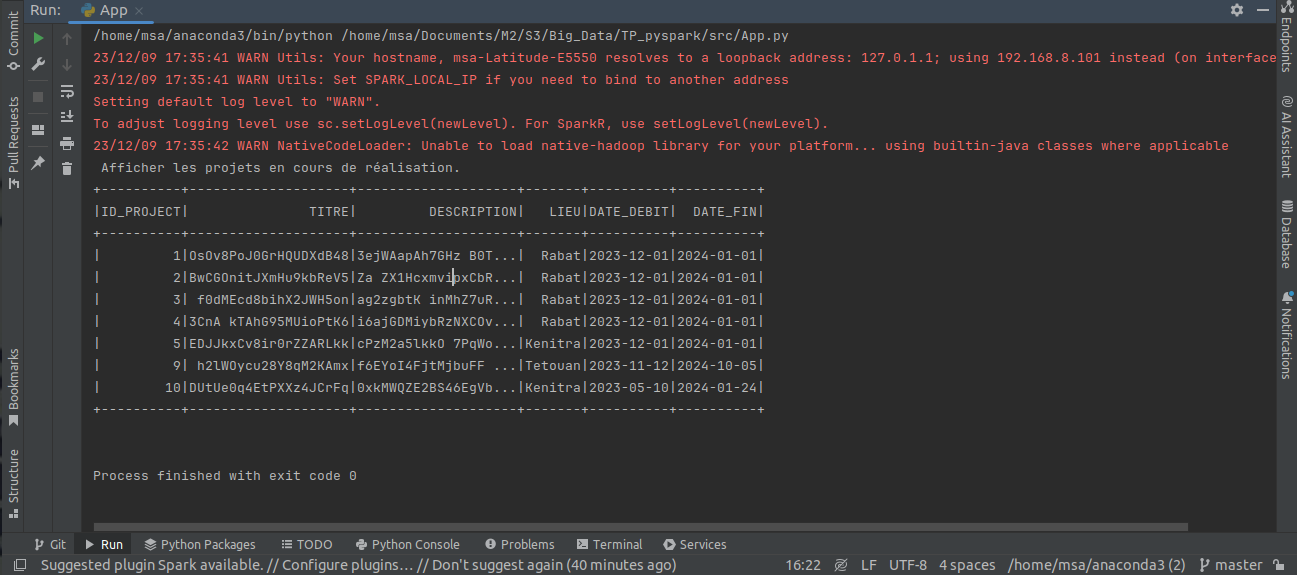 Run: App
/home/msa/anaconda3/bin/python /home/msa/Documents/M2/S3/Big_Data/TP_pyspark/src/App.py
23/12/09 17:35:41 WARN Utils: Your hostname, msa-Latitude-E5550 resolves to a loopback address: 127.0.1.1; using 192.168.8.101 instead (on interface
23/12/09 17:35:41 WARN Utils: Set SPARK_LOCAL_IP if you need to bind to another address
Setting default log level to "WARN".
To adjust logging level use sc.setLogLevel(newLevel). For SparkR, use setLogLevel(newLevel).
23/12/09 17:35:42 WARN NativeCodeLoader: Unable to load native-hadoop library for your platform... using builtin-java classes where applicable
 Afficher les projets en cours de réalisation.
+----------+--------------------+--------------------+-------+-----------+----------+
|ID_PROJECT|               TITRE|         DESCRIPTION|   LIEU|DATE_DEBIT|  DATE_FIN|
+----------+--------------------+--------------------+-------+-----------+----------+
|         1|OsOv8PoJ0GrHQUDXdB48|3ejWAapAh7GHz B0T...|  Rabat|2023-12-01|2024-01-01|
|         2|BwCGOnitJXmHu9kbReV5|Za ZX1HcxmvipxCbR...|  Rabat|2023-12-01|2024-01-01|
|         3| f0dMEcd8bihX2JWH5on|ag2zgbtK inMhZ7uR...|  Rabat|2023-12-01|2024-01-01|
|         4|3CnA kTAhG95MUioPtK6|i6ajGDMiybRzNXCOv...|  Rabat|2023-12-01|2024-01-01|
|         5|EDJJkxCv8ir0rZZARLkk|cPzM2a5lkkO 7PqWo...|Kenitra|2023-12-01|2024-01-01|
|         9| h2lWOycu28Y8qM2KAmx|f6EYoI4FjtMjbuFF ...|Tetouan|2023-11-12|2024-10-05|
|        10|DUtUe0q4EtPXXz4JCrFq|0xkMWQZE2BS46EgVb...|Kenitra|2023-05-10|2024-01-24|
+----------+--------------------+--------------------+-------+-----------+----------+
Process finished with exit code 0
Commit
Pull Requests
Bookmarks
Structure
Endpoints
AI Assistant
Database
Notifications
Git Run Python Packages TODO Python Console Problems Terminal Services
Suggested plugin Spark available. // Configure plugins... // Don't suggest again (40 minutes ago) 16:22 LF UTF-8 4 spaces /home/msa/anaconda3 (2) master